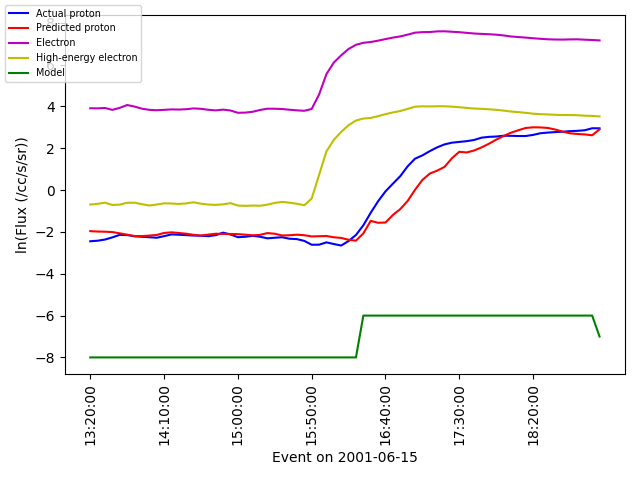 Actual proton
Predicted proton
Electron
High-energy electron
Model
4
2
0
−2
−4
−6
−8
ln(Flux (/cc/s/sr))
13:20:00
14:10:00
15:00:00
15:50:00
16:40:00
17:30:00
18:20:00
Event on 2001-06-15